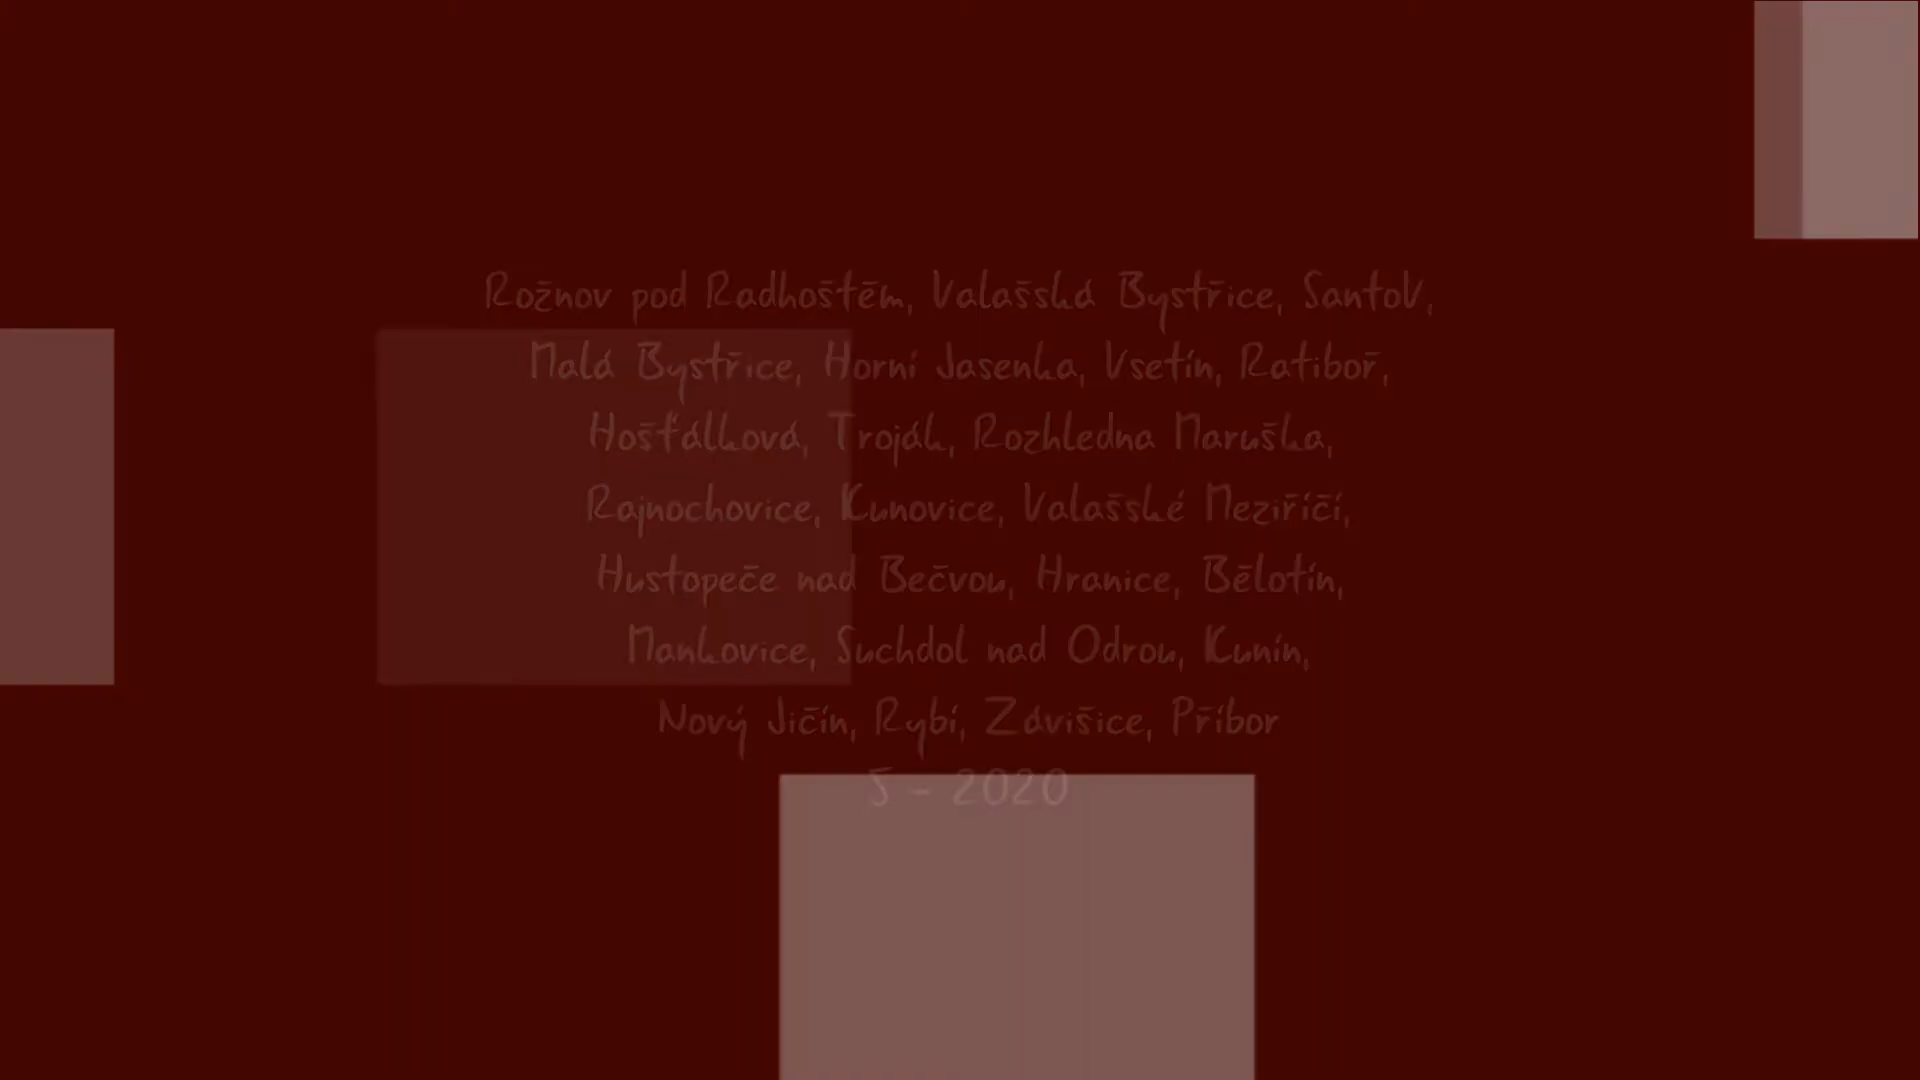 Rožnov pod Radhoštěm, Valašská Bystřice, Santov,
Malá Bystřice, Horní Jasenka, Vsetín, Ratiboř,
Hošťálková, Troják, Rozhledna Maruška,
Rajnochovice, Kunovice, Valašské Meziříčí,
Hustopeče nad Bečvou, Hranice, Bělotín,
Mankovice, Suchdol nad Odrou, Kunín,
Nový Jičín, Rybí, Závišice, Příbor
5 - 2020